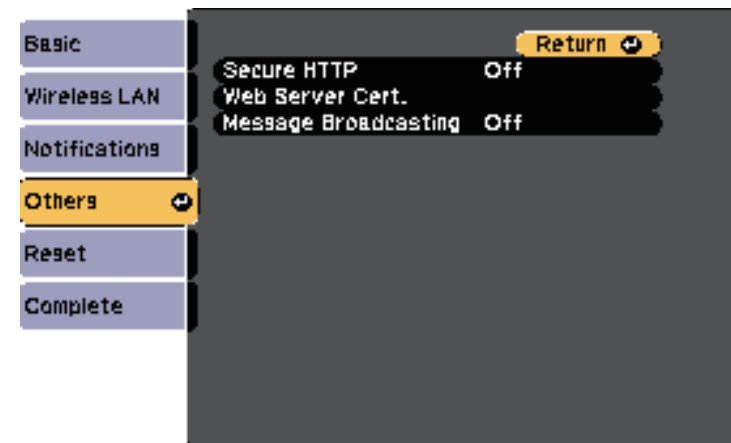 Basic
Wireless LAN
Notifications
Others
Reset
Complete
Return
Secure HTTP Off
Web Server Cert.
Message Broadcasting Off